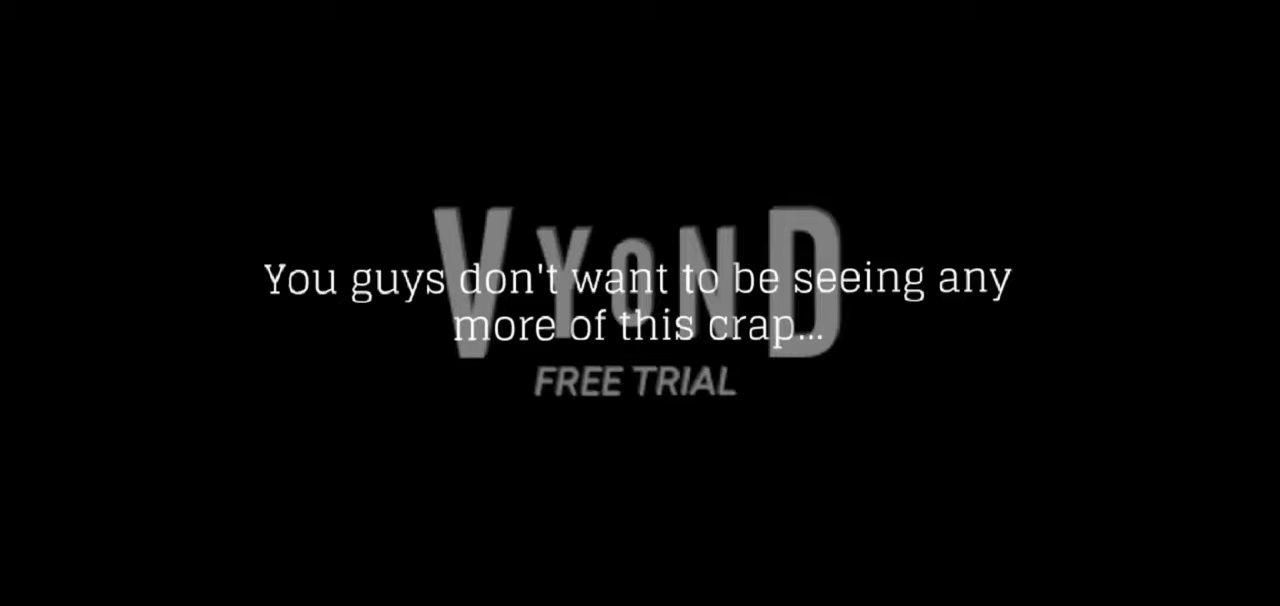 VYOND
You guys don't want to be seeing any
more of this crap...
FREE TRIAL